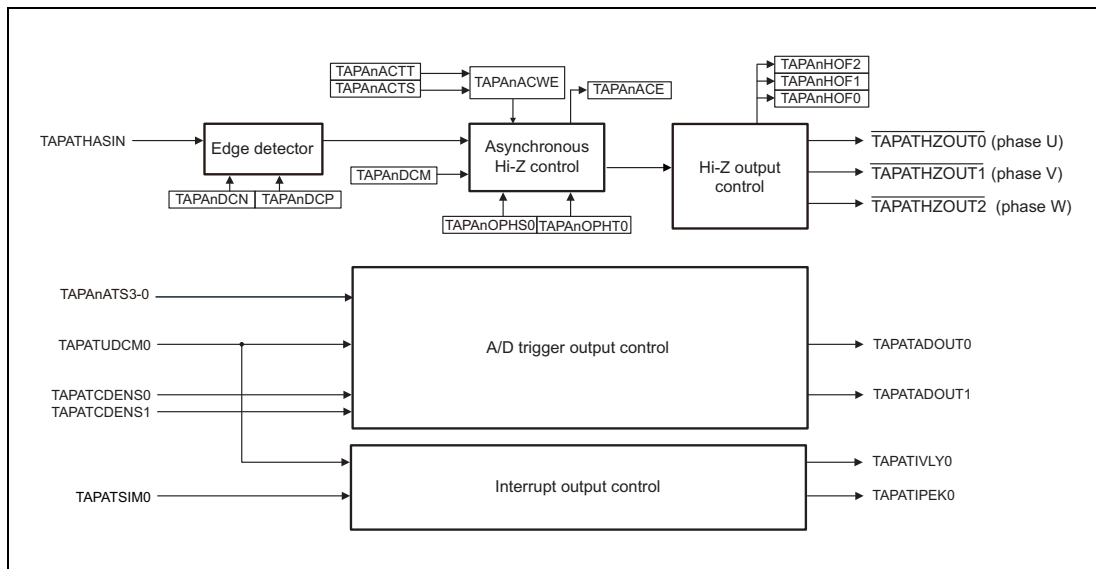 TAPAnACTT
TAPAnACTS
TAPAnACWE
TAPAnACE
TAPAnHOF2
TAPAnHOF1
TAPAnHOF0
TAPATHASIN
Edge detector
TAPAnDCN
TAPAnDCP
TAPAnDCM
Asynchronous
Hi-Z control
TAPAnOPHS0
TAPAnOPHT0
Hi-Z output
control
TAPATHZOUT0 (phase U)
TAPATHZOUT1 (phase V)
TAPATHZOUT2 (phase W)
TAPAnATS3-0
TAPATUDCM0
TAPATCDENS0
TAPATCDENS1
A/D trigger output control
TAPATADOUT0
TAPATADOUT1
TAPATSIM0
Interrupt output control
TAPATIVLY0
TAPATIPEK0